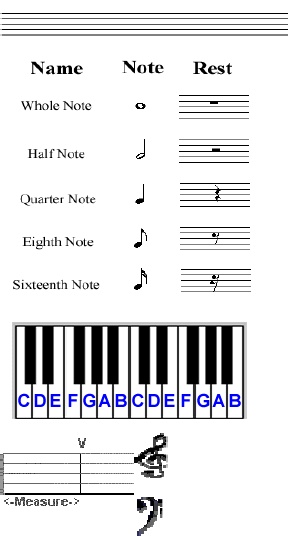 Name Note Rest
Whole Note
Half Note
Quarter Note
Eighth Note
Sixteenth Note
C D E F G A B C D E F G A B
V
<-Measure->